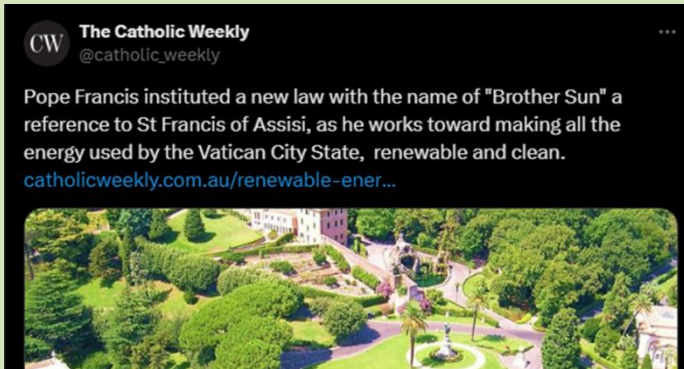 CW
The Catholic Weekly
@catholic_weekly
Pope Francis instituted a new law with the name of "Brother Sun" a
reference to St Francis of Assisi, as he works toward making all the
energy used by the Vatican City State,  renewable and clean.
catholicweekly.com.au/renewable-ener...